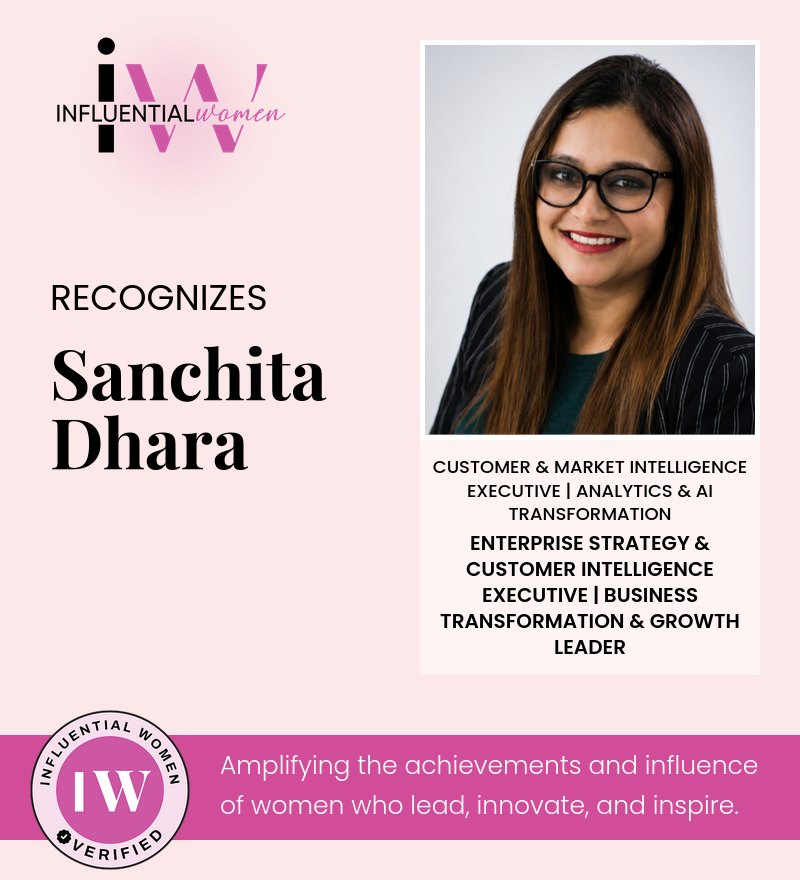 iW
INFLUENTIALwomen
RECOGNIZES
Sanchita
Dhara
CUSTOMER & MARKET INTELLIGENCE
EXECUTIVE | ANALYTICS & AI
TRANSFORMATION
ENTERPRISE STRATEGY &
CUSTOMER INTELLIGENCE
EXECUTIVE | BUSINESS
TRANSFORMATION & GROWTH
LEADER
INFLUENTIAL WOMEN
IW
VERIFIED
Amplifying the achievements and influence
of women who lead, innovate, and inspire.